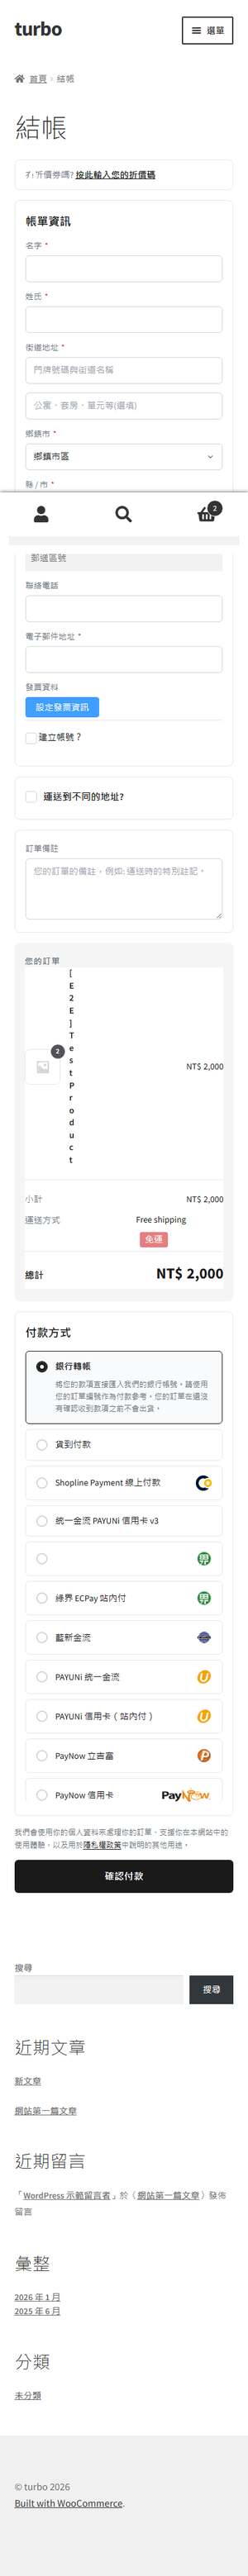 turbo
選單
首頁 › 結帳
結帳
折價券嗎? 按此輸入您的折價碼
帳單資訊
名字 *
姓氏 *
街道地址 *
門牌號碼與街道名稱
公寓、套房、單元等(選填)
鄉鎮市 *
鄉鎮市區
縣 / 市 *
2
郵遞區號
聯絡電話
電子郵件地址 *
發票資料
設定發票資訊
建立帳號？
運送到不同的地址?
訂單備註
您的訂單的備註，例如: 運送時的特別註記。
您的訂單
2
[
E
2
E
]
T
e
s
t
P
r
o
d
u
c
t
NT$ 2,000
小計
NT$ 2,000
運送方式
Free shipping
免運
總計
NT$ 2,000
付款方式
銀行轉帳
將您的款項直接匯入我們的銀行帳號。請使用
您的訂單編號作為付款參考。您的訂單在還沒
有確認收到款項之前不會出貨。
貨到付款
Shopline Payment 線上付款
統一金流 PAYUNi 信用卡 v3
綠界 ECPay 站內付
藍新金流
PAYUNi 統一金流
PAYUNi 信用卡 ( 站內付 )
PayNow 立吉富
PayNow 信用卡
PayNow
我們會使用你的個人資料來處理你的訂單、支援你在本網站中的
使用體驗，以及用於隱私權政策中說明的其他用途。
確認付款
搜尋
搜尋
近期文章
新文章
網站第一篇文章
近期留言
「WordPress 示範留言者」於〈網站第一篇文章〉發佈
留言
彙整
2026 年 1 月
2025 年 6 月
分類
未分類
© turbo 2026
Built with WooCommerce.